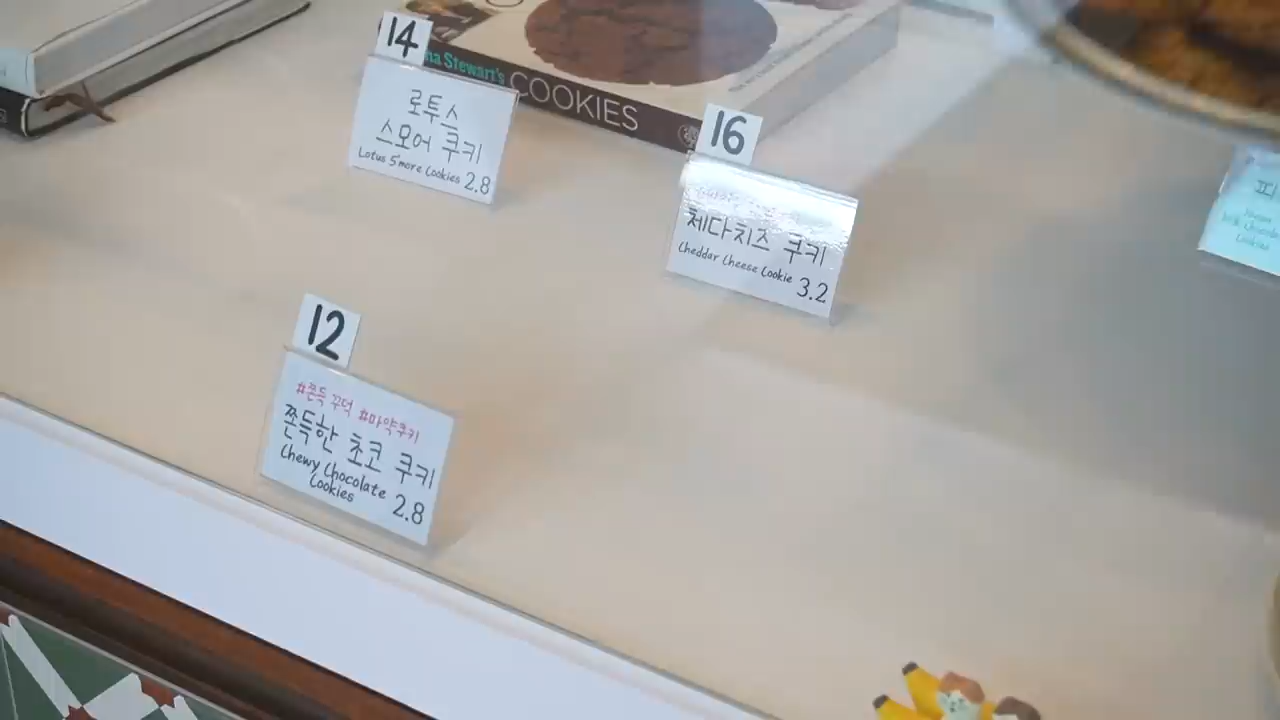 14
로투스
스모어 쿠키
Lotus S'more Cookies 2.8
Stewart's COOKIES
16
체다치즈 쿠키
Cheddar Cheese Cookie 3.2
12
#쫀득 꾸덕 #마약쿠키
쫀득한 초코 쿠키
Chewy Chocolate
Cookies 2.8